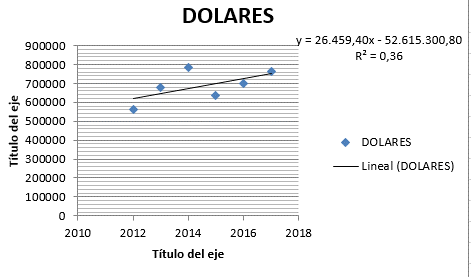 DOLARES
y = 26.459,40x - 52.615.300,80
R² = 0,36
900000
800000
700000
600000
500000
400000
300000
200000
100000
0
Título del eje
2010
2012
2014
2016
2018
Título del eje
DOLARES
Lineal (DOLARES)